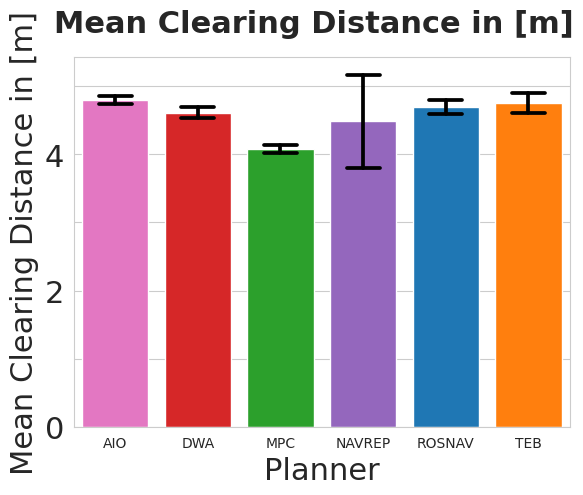 Mean Clearing Distance in [m]
Mean Clearing Distance in [m]
4
2
0
AIO DWA MPC NAVREP ROSNAV TEB
Planner